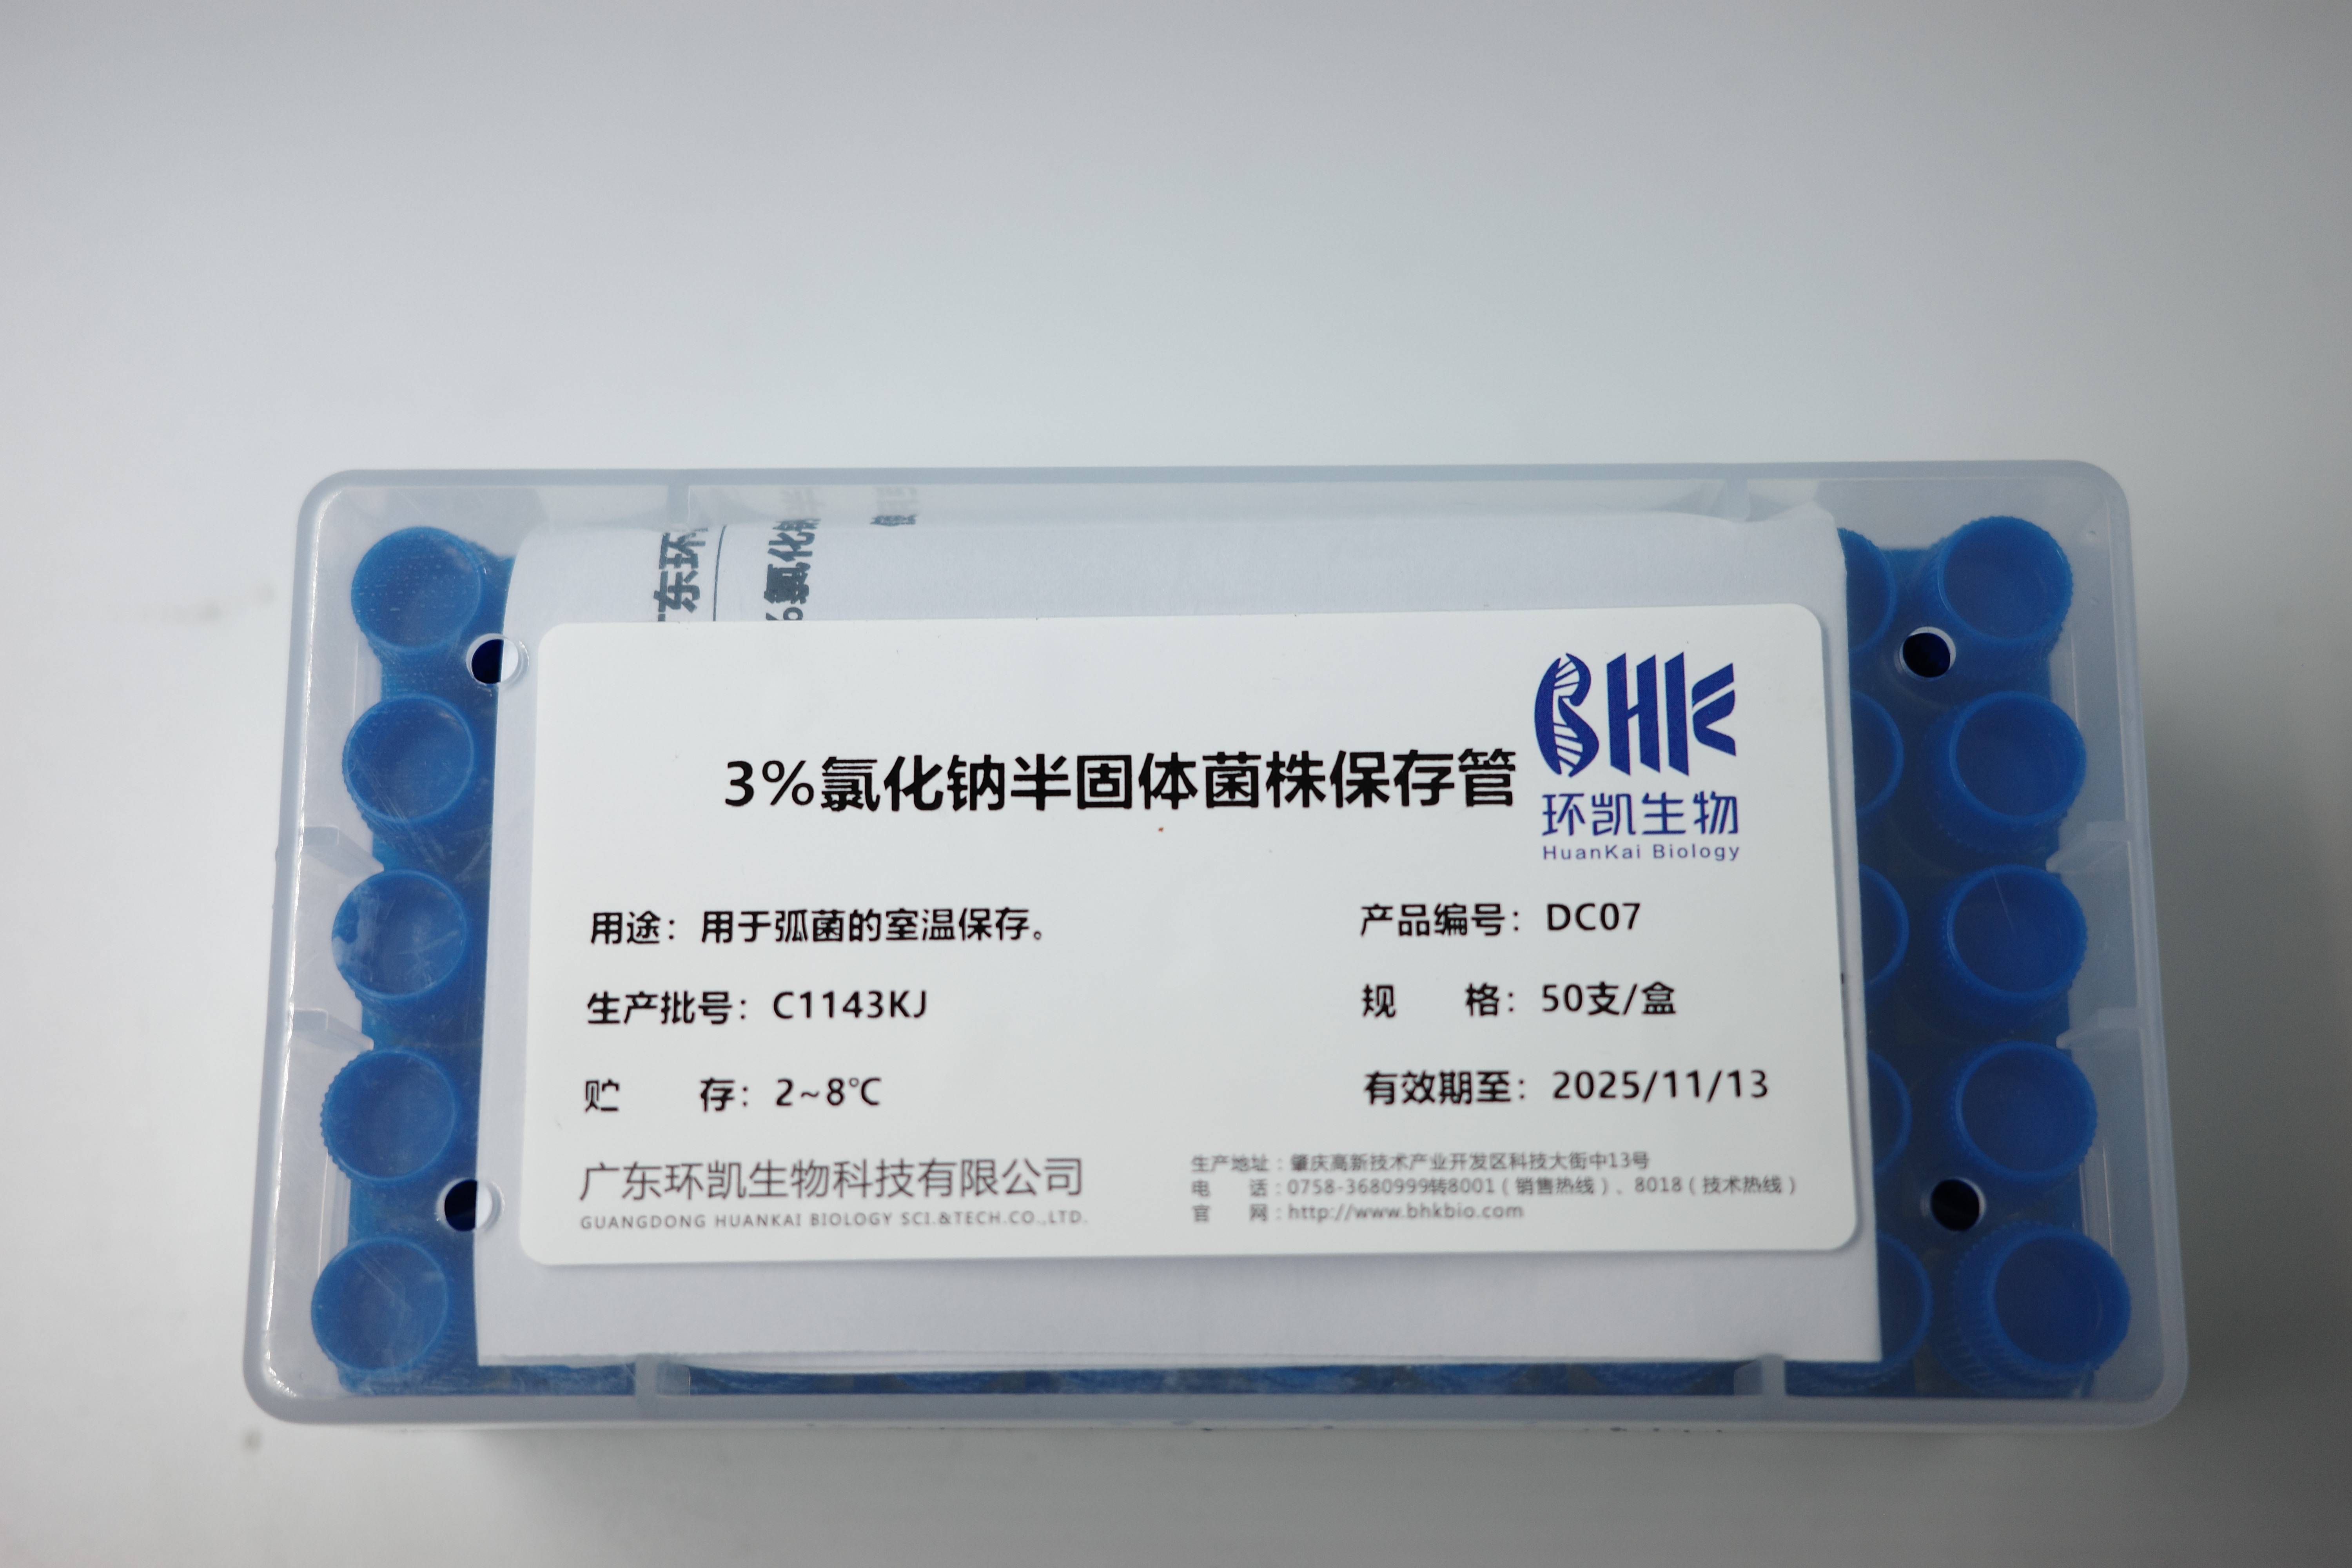 广东环
%氯化钠
BHK
环凯生物
HuanKai Biology
3%氯化钠半固体菌株保存管
用途：用于弧菌的室温保存。
产品编号：DC07
生产批号：C1143KJ
规　格：50支/盒
贮　存：2~8℃
有效期至：2025/11/13
广东环凯生物科技有限公司
GUANGDONG HUANKAI BIOLOGY SCI.&TECH.CO.,LTD.
生产地址：肇庆高新技术产业开发区科技大街中13号
电　话：0758-3680999转8001（销售热线）、8018（技术热线）
官　网：http://www.bhkbio.com